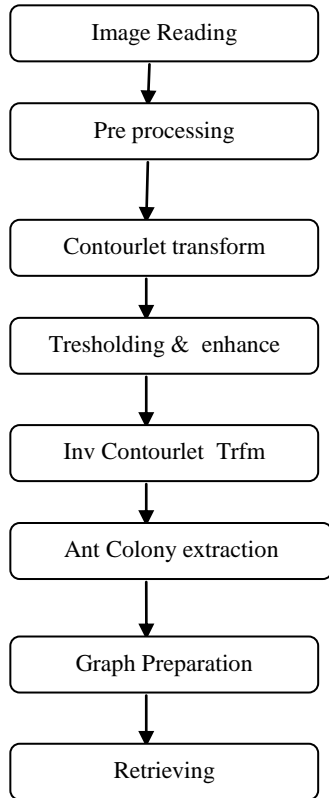 Image Reading
Pre processing
Contourlet transform
Tresholding & enhance
Inv Contourlet Trfm
Ant Colony extraction
Graph Preparation
Retrieving